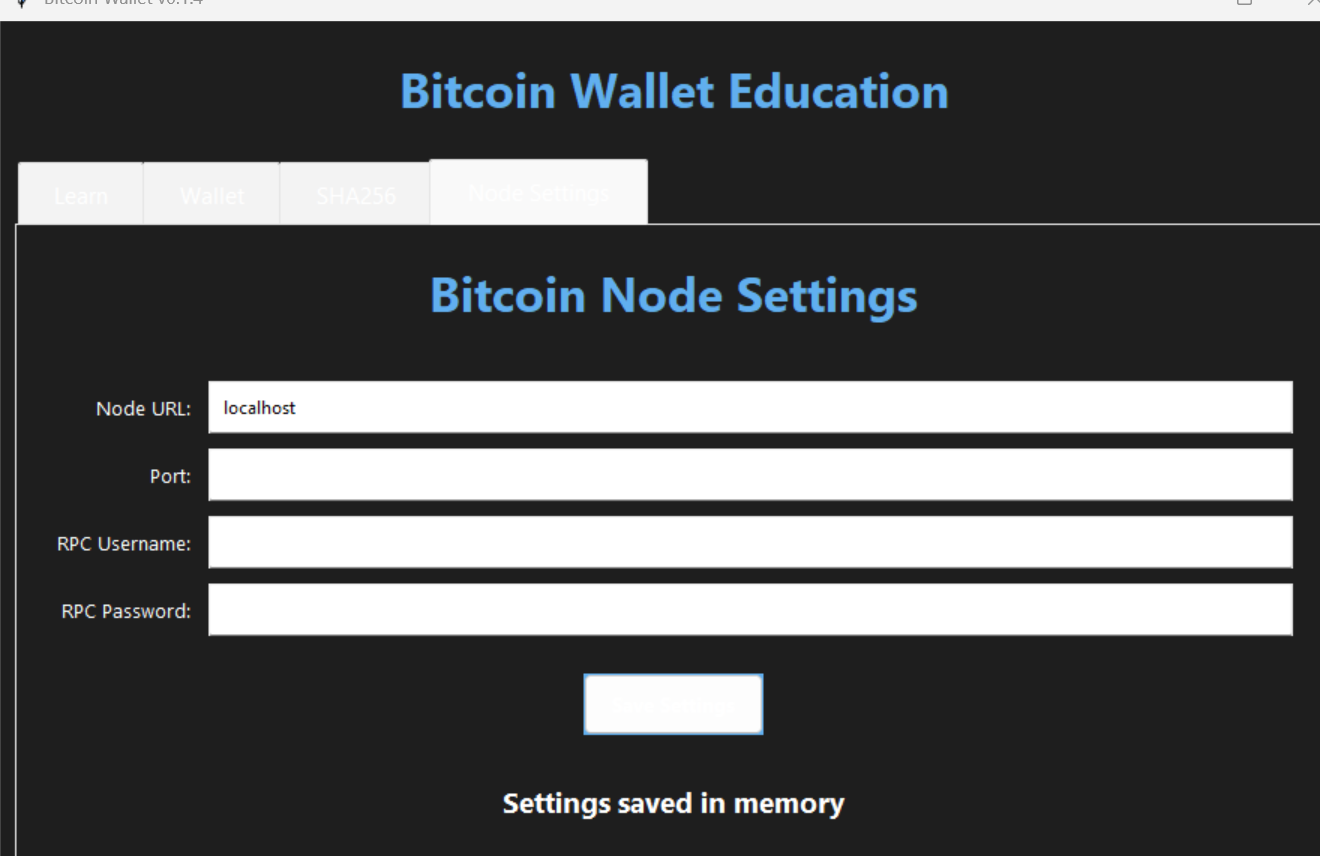 Bitcoin Wallet v0.1.4
Bitcoin Wallet Education
Learn
Wallet
SHA256
Node Settings
Bitcoin Node Settings
Node URL: localhost
Port:
RPC Username:
RPC Password:
Save Settings
Settings saved in memory